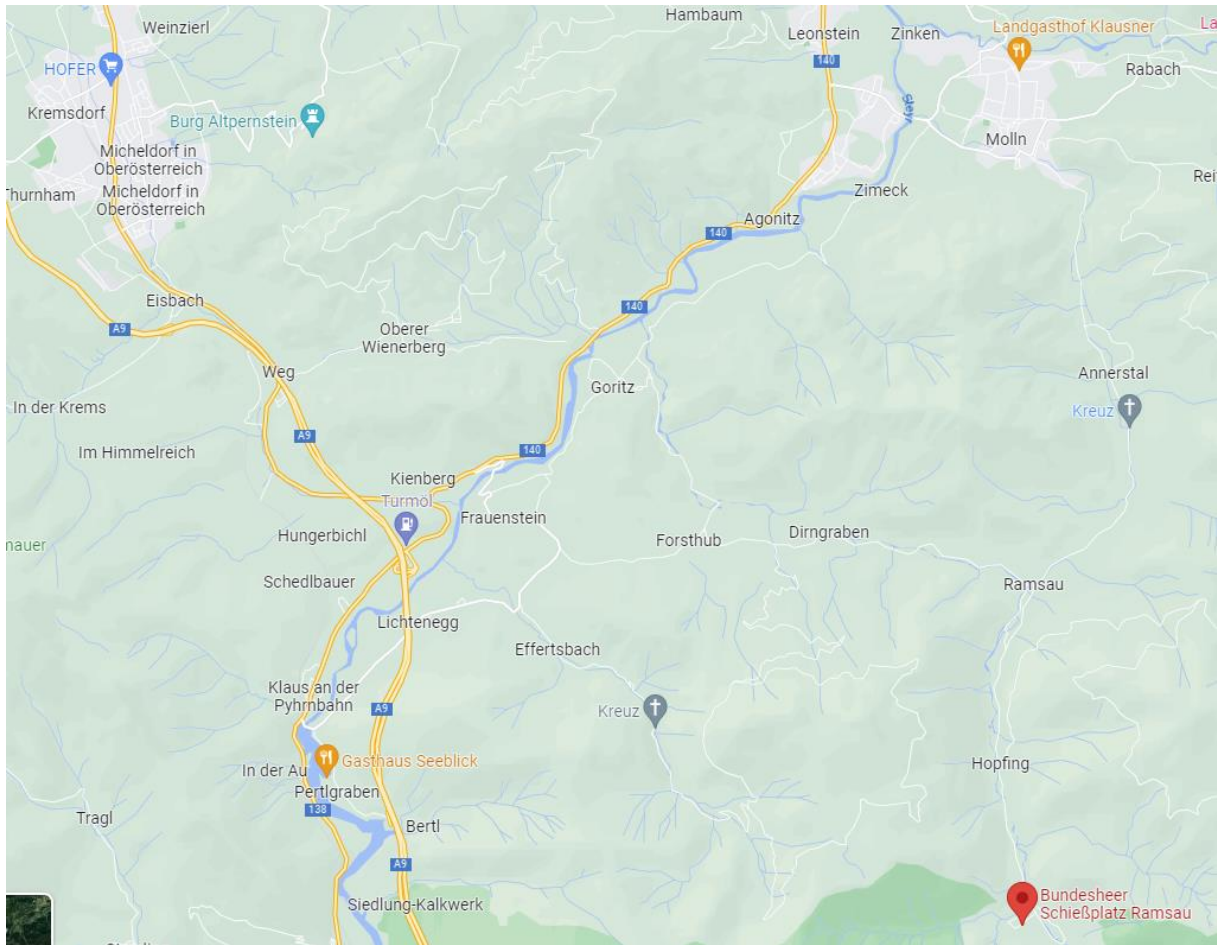 Hambaum
Weinzierl
Leonstein
Zinken
Landgasthof Klausner
La
140
HOFER
Rabach
Kremsdorf
Burg Altpernstein
Steyr
Micheldorf in
Oberösterreich
Molln
Thurnham
Micheldorf in
Oberösterreich
Zimeck
Reit
Agonitz
140
Eisbach
140
A9
Oberer
Wienerberg
Weg
Goritz
Annerstal
In der Krems
Kreuz
A9
Im Himmelreich
140
Kienberg
Turmöl
Frauenstein
Hungerbichl
Forsthub
Dirngraben
mauer
Schedlbauer
Ramsau
Lichtenegg
Effertsbach
Klaus an der
Pyhrnbahn
A9
Kreuz
Gasthaus Seeblick
In der Au
Hopfing
Pertlgraben
138
Tragl
Bertl
A9
Siedlung-Kalkwerk
Bundesheer
Schießplatz Ramsau